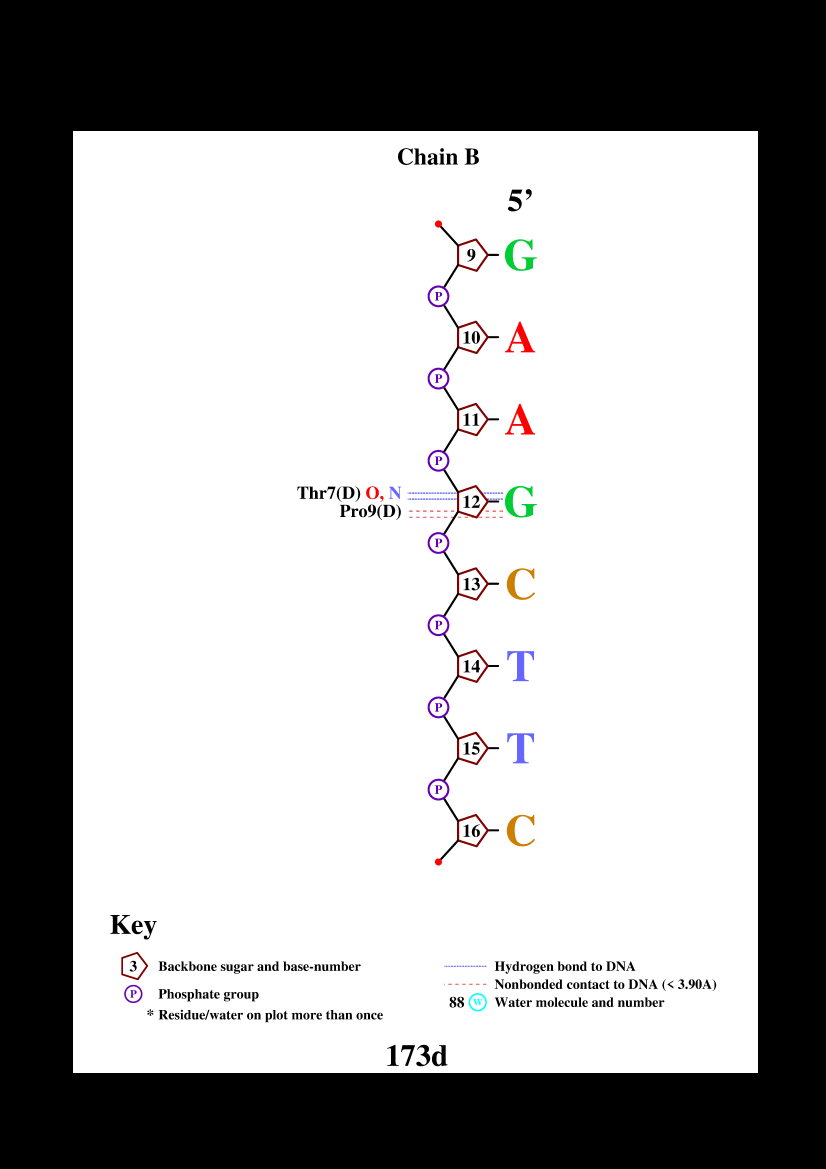 Chain B
5’
9 G
P
10 A
P
11 A
P
Thr7(D) O, N 12 G
Pro9(D)
P
13 C
P
14 T
P
15 T
P
16 C
Key
3 Backbone sugar and base-number
P Phosphate group
* Residue/water on plot more than once
Hydrogen bond to DNA
Nonbonded contact to DNA (< 3.90A)
88 W Water molecule and number
173d